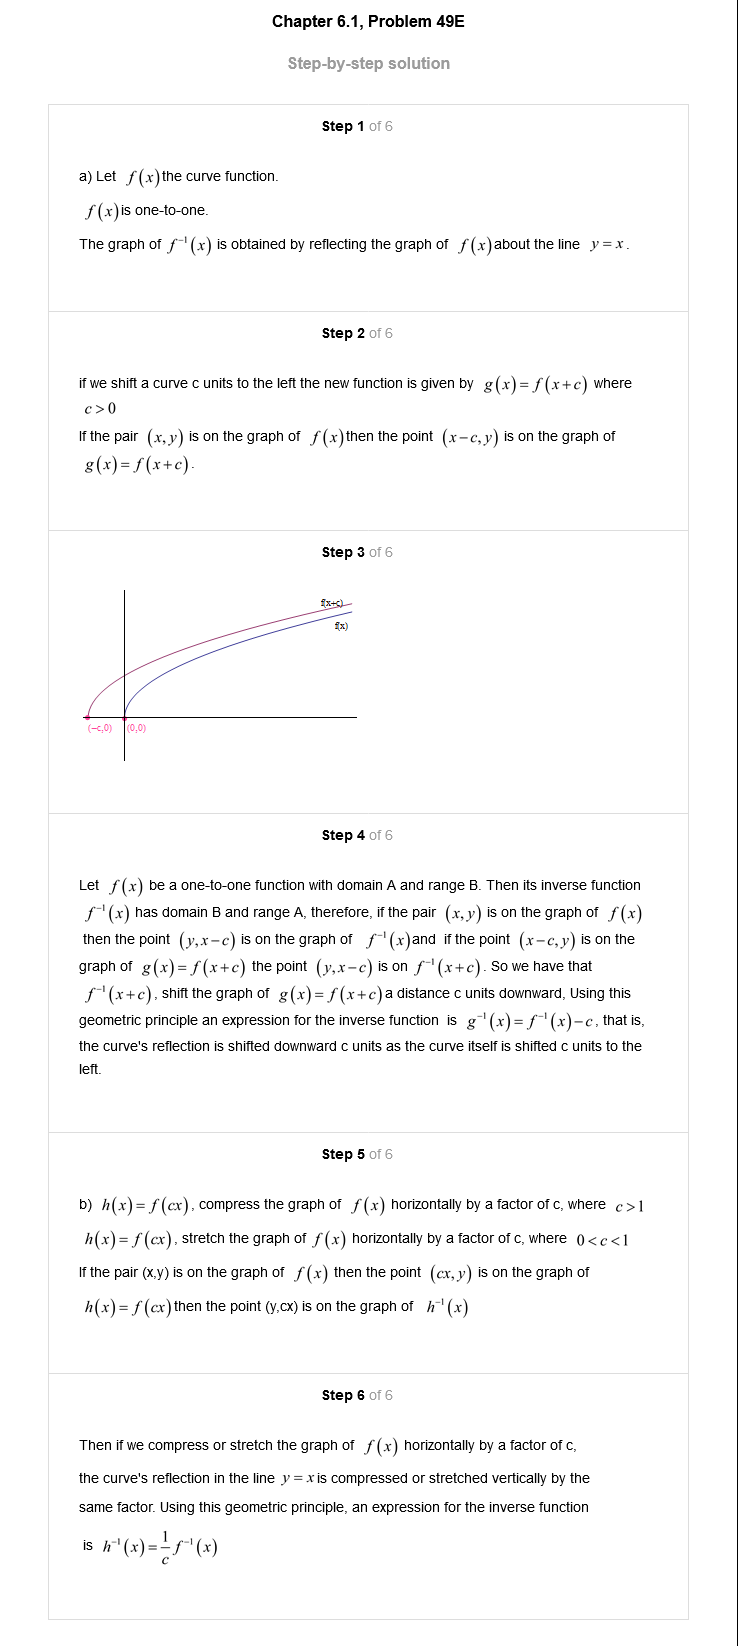 Chapter 6.1, Problem 49E
Step-by-step solution
Step 1 of 6
a) Let f(x) the curve function.
f(x) is one-to-one.
The graph of f⁻¹(x) is obtained by reflecting the graph of f(x) about the line y = x.
Step 2 of 6
if we shift a curve c units to the left the new function is given by g(x) = f(x+c) where
c > 0
If the pair (x, y) is on the graph of f(x) then the point (x−c, y) is on the graph of
g(x) = f(x+c).
Step 3 of 6
f(x+c)
f(x)
(−c,0) (0,0)
Step 4 of 6
Let f(x) be a one-to-one function with domain A and range B. Then its inverse function
f⁻¹(x) has domain B and range A, therefore, if the pair (x, y) is on the graph of f(x)
then the point (y, x−c) is on the graph of f⁻¹(x) and if the point (x−c, y) is on the
graph of g(x) = f(x+c) the point (y, x−c) is on f⁻¹(x+c). So we have that
f⁻¹(x+c), shift the graph of g(x) = f(x+c) a distance c units downward, Using this
geometric principle an expression for the inverse function is g⁻¹(x) = f⁻¹(x)−c, that is,
the curve's reflection is shifted downward c units as the curve itself is shifted c units to the
left.
Step 5 of 6
b) h(x) = f(cx), compress the graph of f(x) horizontally by a factor of c, where c > 1
h(x) = f(cx), stretch the graph of f(x) horizontally by a factor of c, where 0 < c < 1
If the pair (x,y) is on the graph of f(x) then the point (cx, y) is on the graph of
h(x) = f(cx) then the point (y,cx) is on the graph of h⁻¹(x)
Step 6 of 6
Then if we compress or stretch the graph of f(x) horizontally by a factor of c,
the curve's reflection in the line y = x is compressed or stretched vertically by the
same factor. Using this geometric principle, an expression for the inverse function
is h⁻¹(x) = 1/c f⁻¹(x)